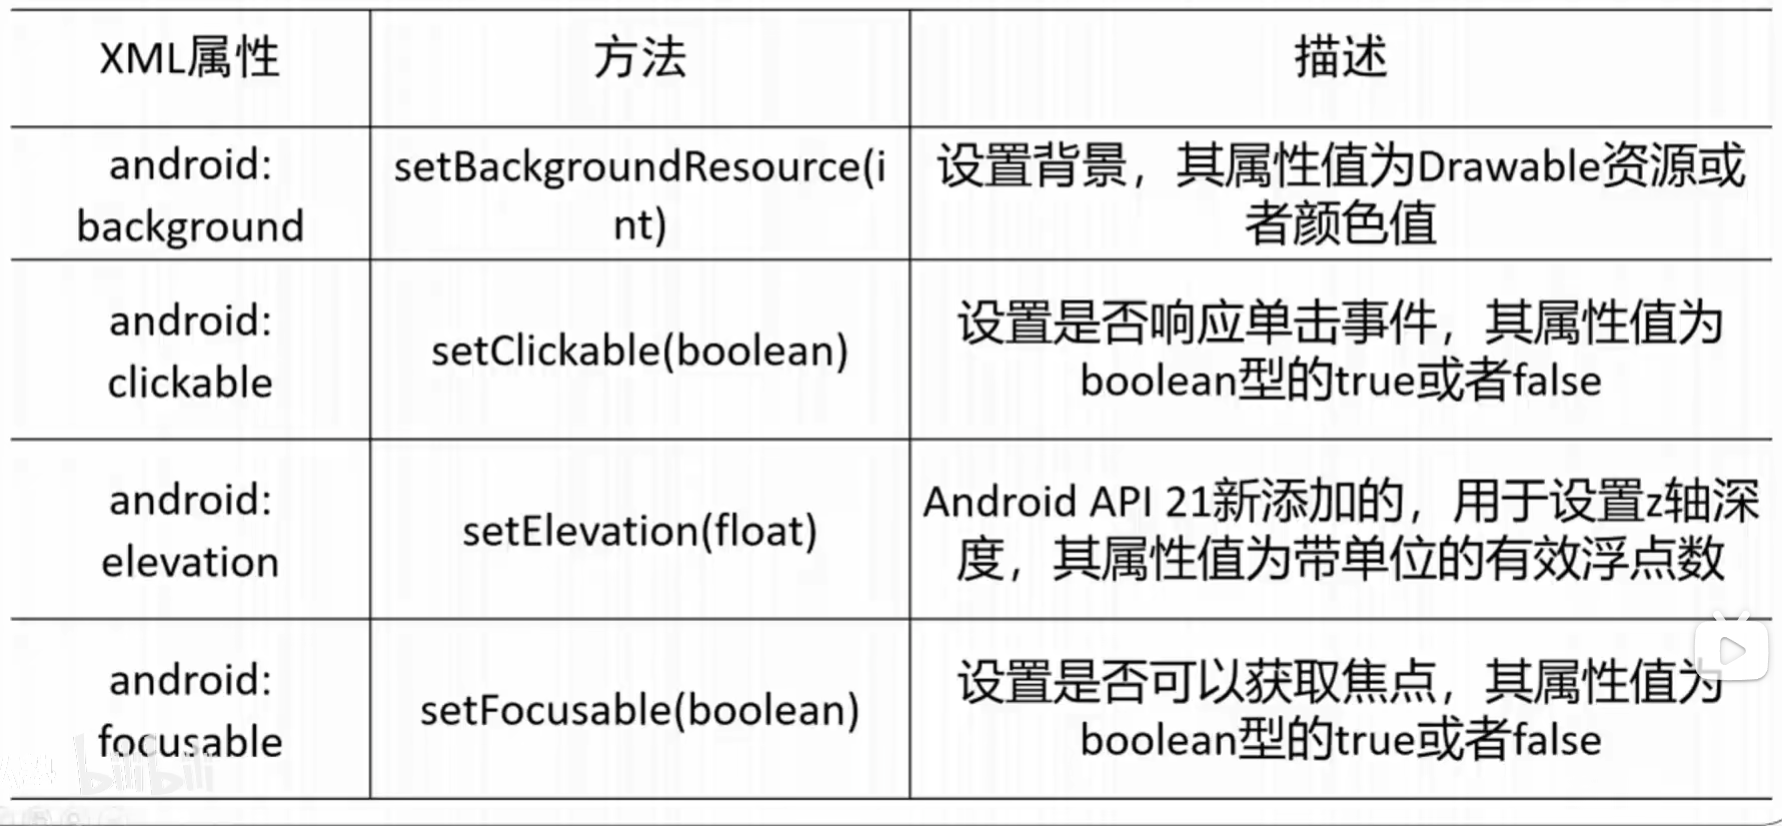 XML属性
方法
描述
android:
background
setBackgroundResource(i
nt)
设置背景，其属性值为Drawable资源或
者颜色值
android:
clickable
setClickable(boolean)
设置是否响应单击事件，其属性值为
boolean型的true或者false
android:
elevation
setElevation(float)
Android API 21新添加的，用于设置z轴深
度，其属性值为带单位的有效浮点数
android:
focusable
setFocusable(boolean)
设置是否可以获取焦点，其属性值为
boolean型的true或者false
bilibili